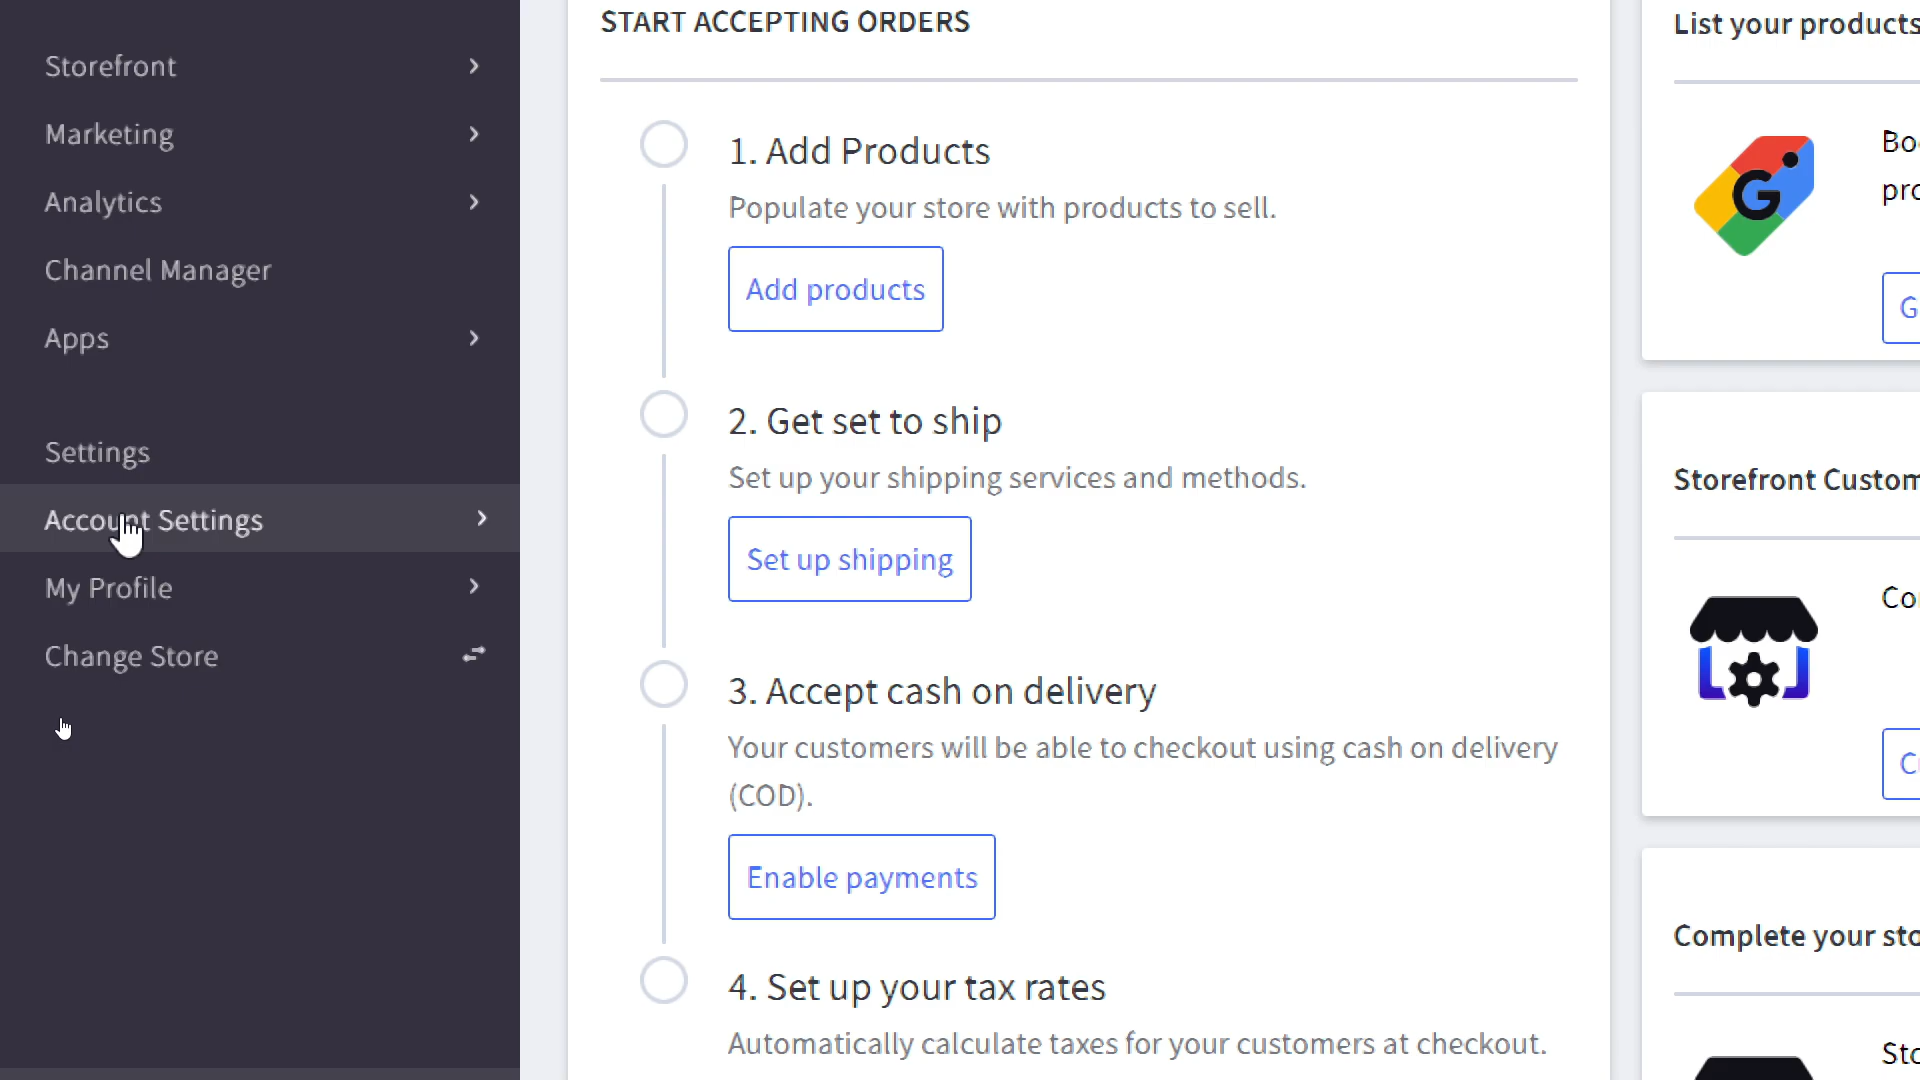 Storefront
Marketing
Analytics
Channel Manager
Apps
Settings
Account Settings
My Profile
Change Store
START ACCEPTING ORDERS
1. Add Products
Populate your store with products to sell.
Add products
2. Get set to ship
Set up your shipping services and methods.
Set up shipping
3. Accept cash on delivery
Your customers will be able to checkout using cash on delivery
(COD).
Enable payments
4. Set up your tax rates
Automatically calculate taxes for your customers at checkout.
List your products
G
Storefront
Complete your